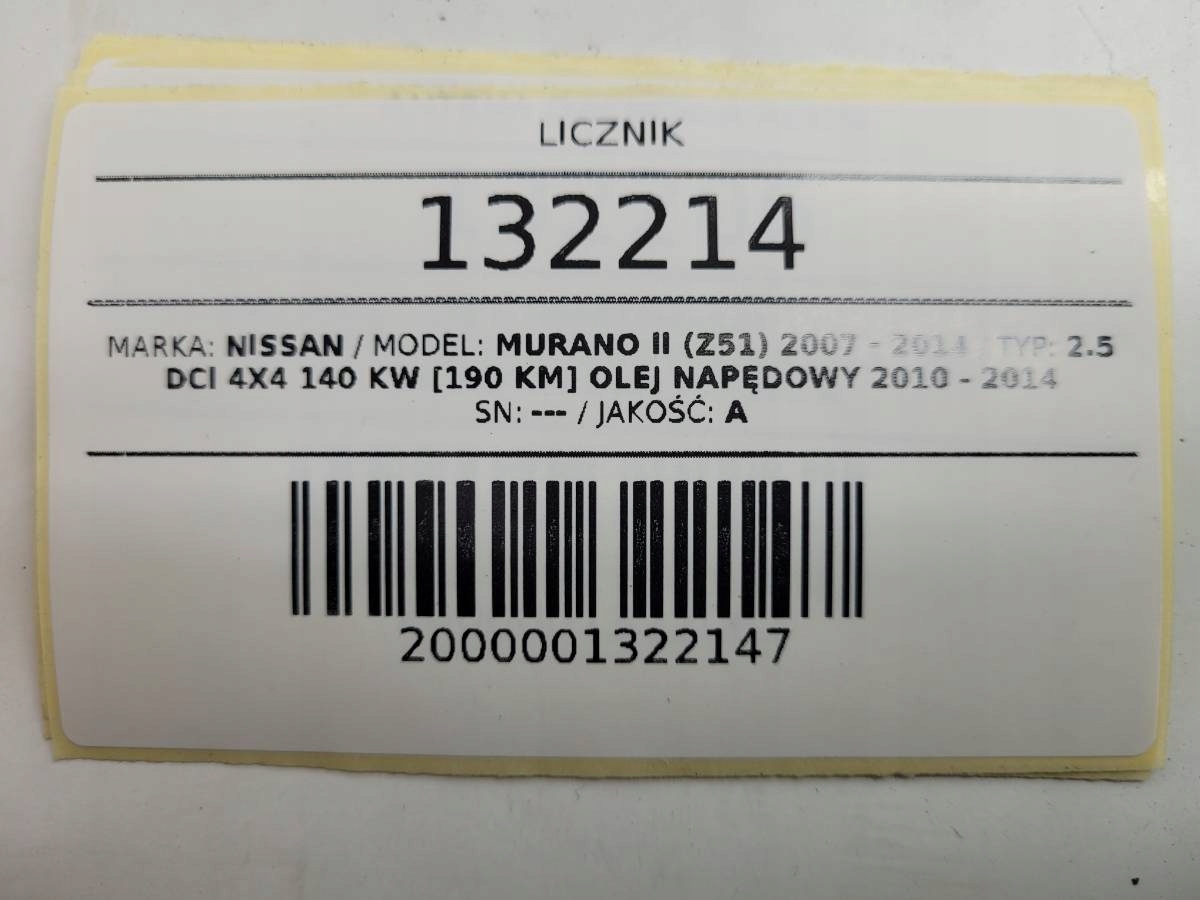 LICZNIK
132214
MARKA: NISSAN / MODEL: MURANO II (Z51) 2007 - 2014 / TYP: 2.5
DCI 4X4 140 KW [190 KM] OLEJ NAPĘDOWY 2010 - 2014
SN: --- / JAKOŚĆ: A
2000001322147